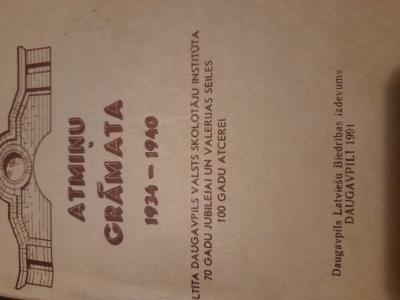 ATMIŅU
GRĀMATA
1934 – 1940
VELTĪTA DAUGAVPILS VALSTS SKOLOTĀJU INSTITŪTA
70 GADU JUBILEJAI UN VALERIJAS SEILES
100 GADU ATCEREI
Daugavpils Latviešu Biedrības izdevums
DAUGAVPILĪ 1991